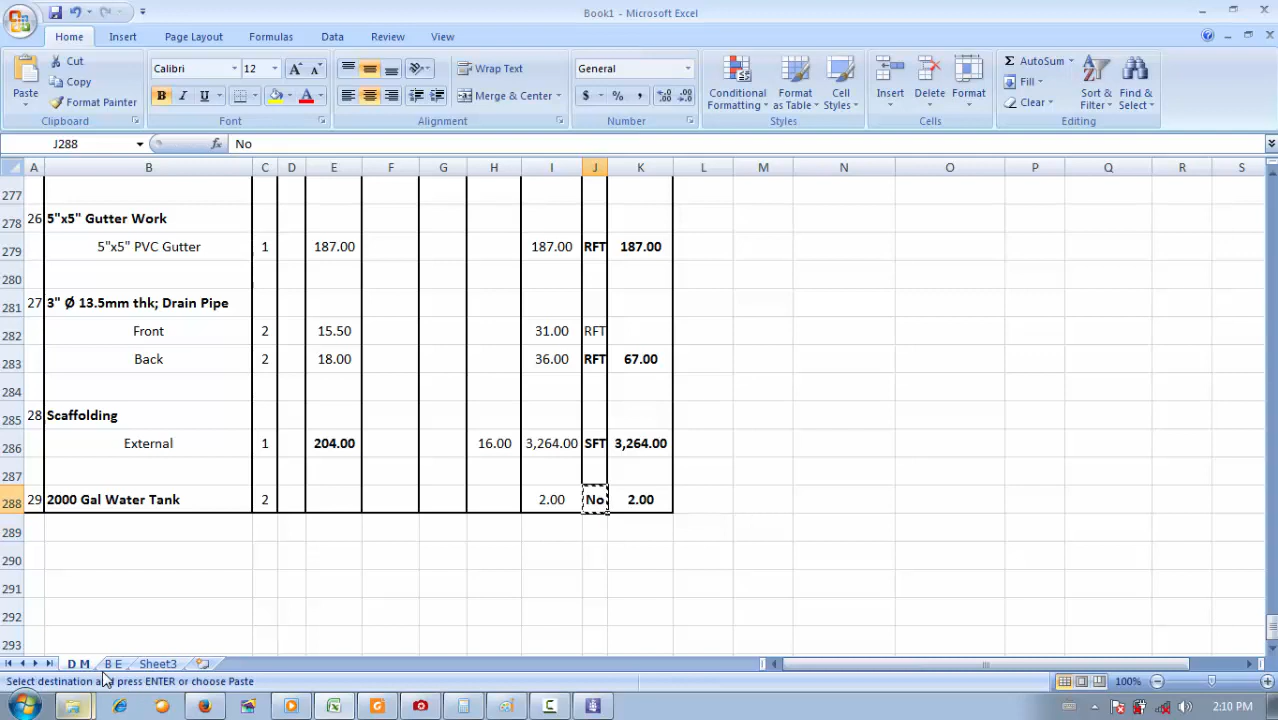 Book1 - Microsoft Excel
Home Insert Page Layout Formulas Data Review View
Paste Cut Copy Format Painter Clipboard
Calibri 12 B I U A A A Font
Wrap Text Merge & Center Alignment
General $ % , Number
Conditional Formatting Format as Table Cell Styles Styles
Insert Delete Format Cells
Σ AutoSum Fill Clear Sort & Filter Find & Select Editing
J288 fx No
A B C D E F G H I J K L M N O P Q R S
277
278 26 5"x5" Gutter Work
279 5"x5" PVC Gutter 1 187.00 187.00 RFT 187.00
280
281 27 3" Ø 13.5mm thk; Drain Pipe
282 Front 2 15.50 31.00 RFT
283 Back 2 18.00 36.00 RFT 67.00
284
285 28 Scaffolding
286 External 1 204.00 16.00 3,264.00 SFT 3,264.00
287
288 29 2000 Gal Water Tank 2 2.00 No 2.00
289
290
291
292
293
D M B E Sheet3
Select destination and press ENTER or choose Paste 100%
2:10 PM